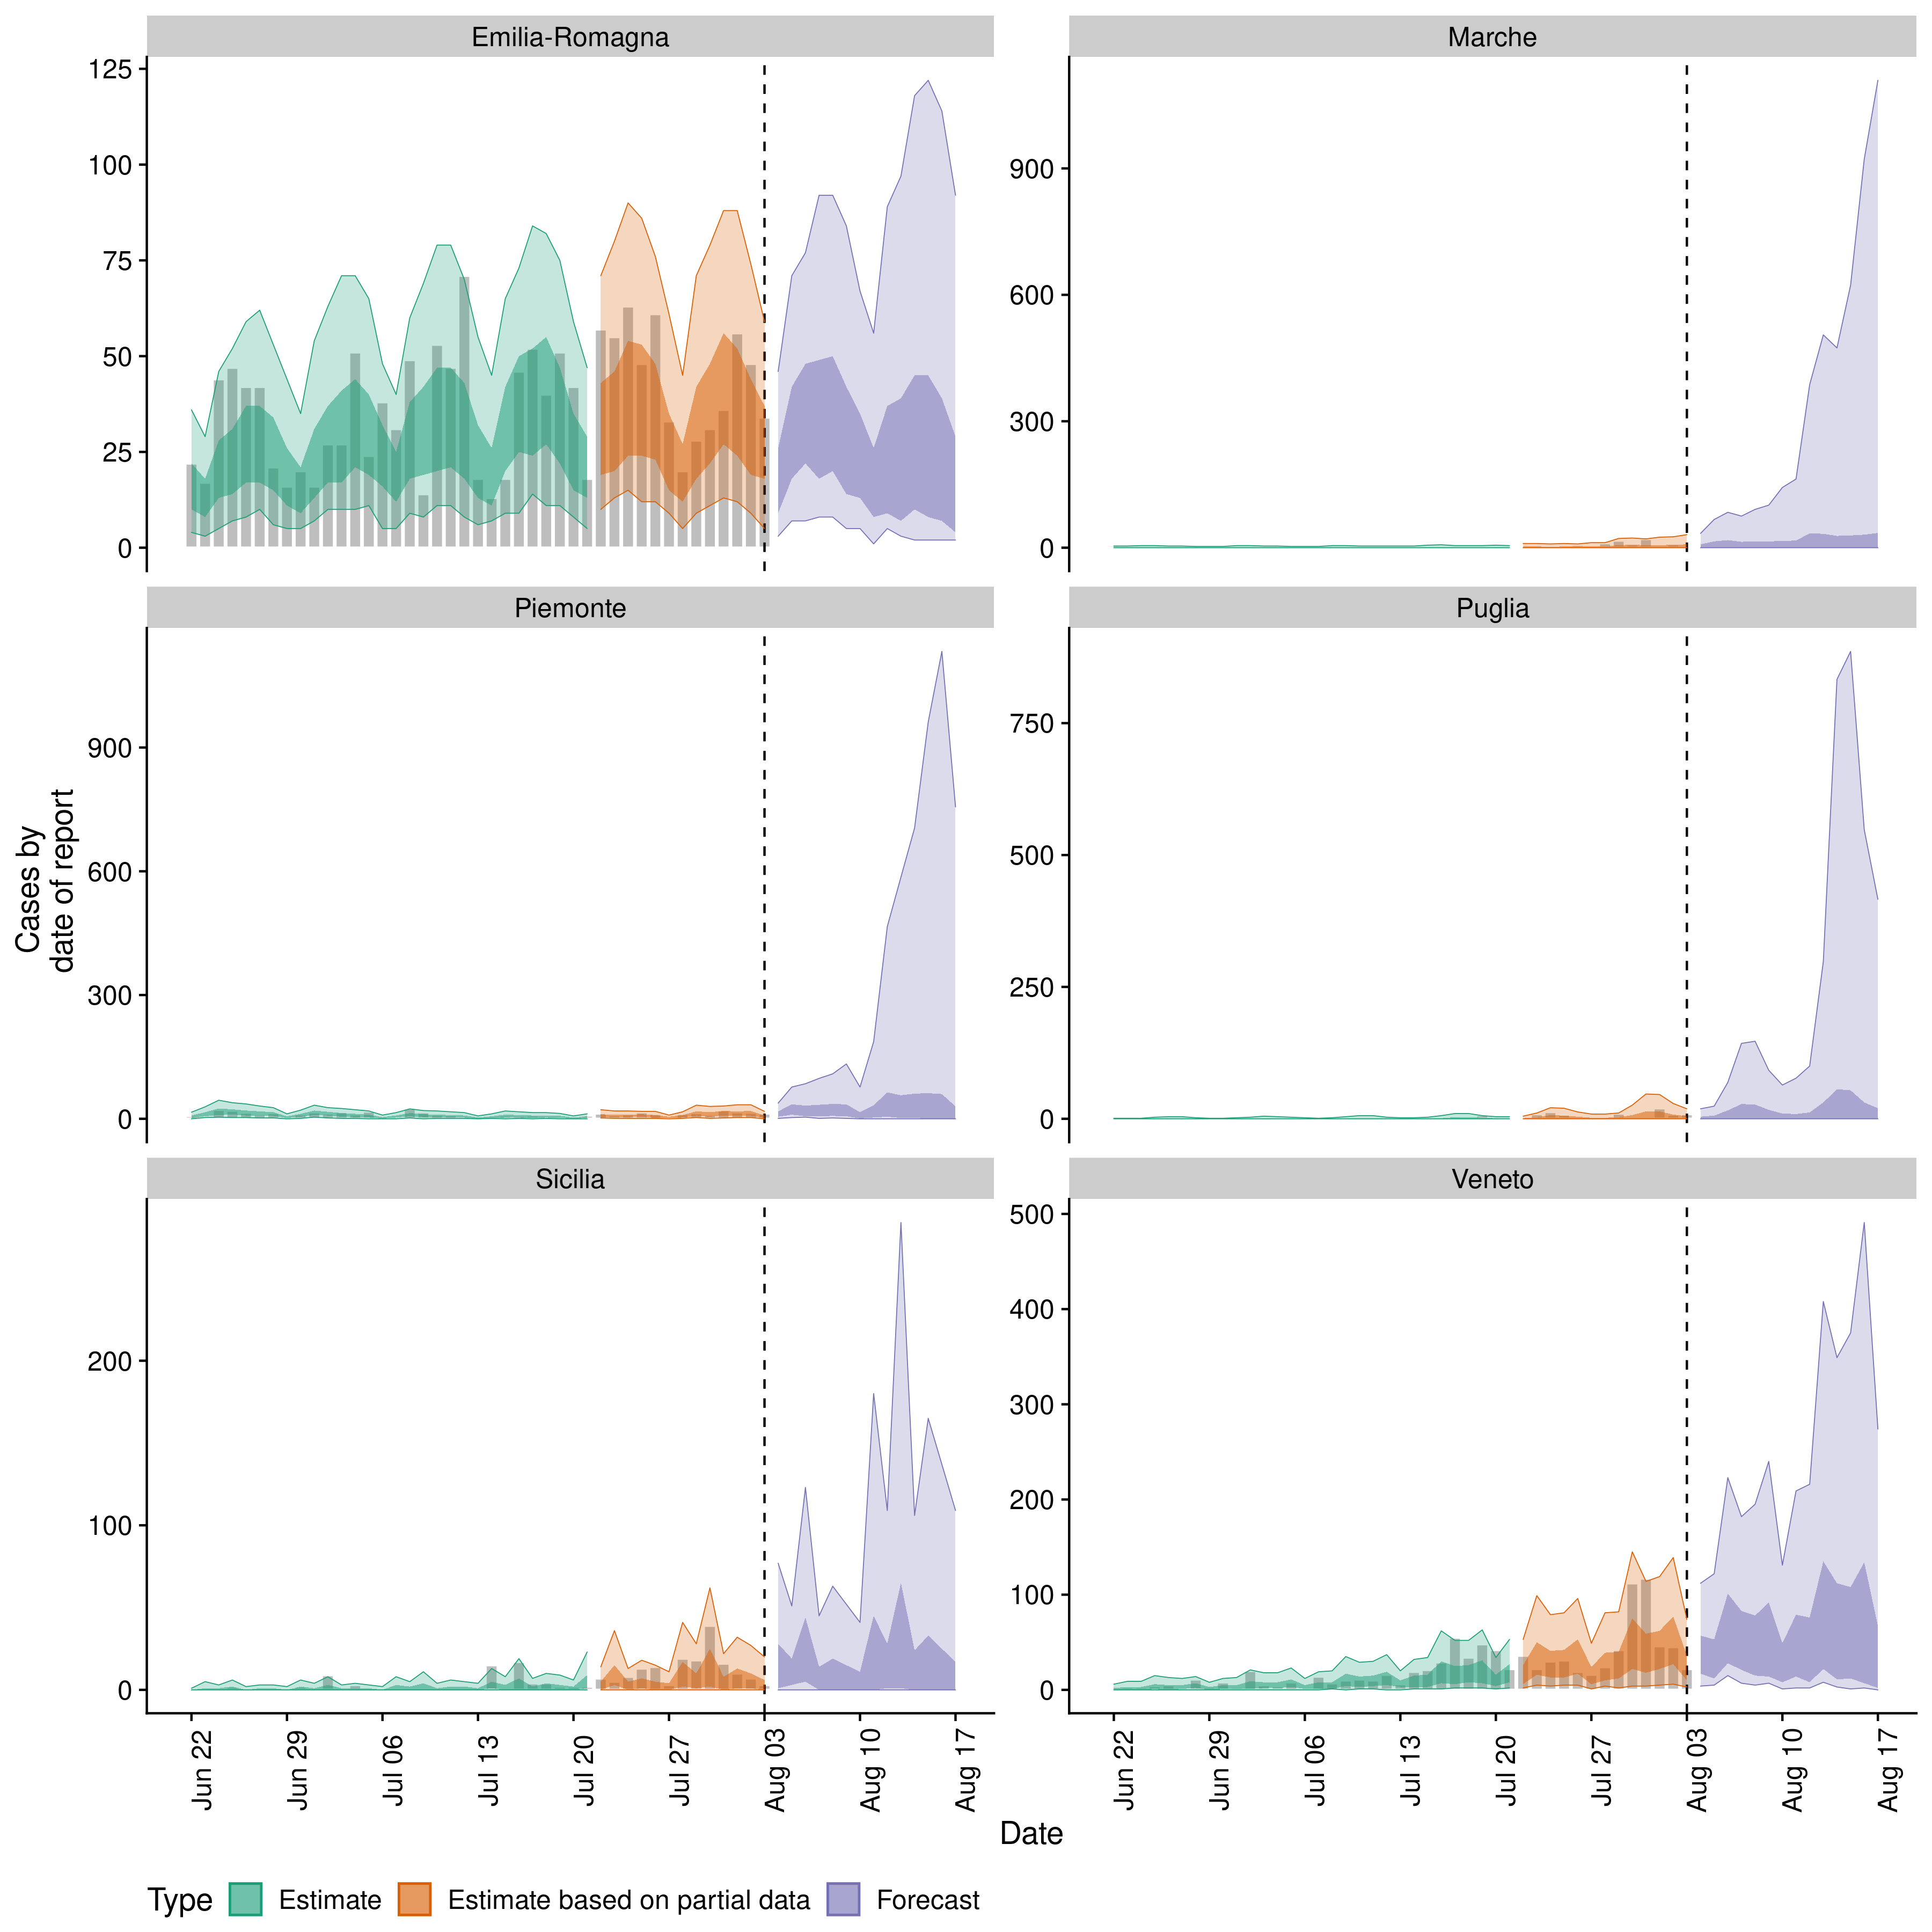 Emilia-Romagna
Marche
125
100
75
50
25
0
900
600
300
0
Piemonte
Puglia
900
600
300
0
750
500
250
0
Cases by
date of report
Sicilia
Veneto
200
100
0
500
400
300
200
100
0
Jun 22
Jun 29
Jul 06
Jul 13
Jul 20
Jul 27
Aug 03
Aug 10
Aug 17
Jun 22
Jun 29
Jul 06
Jul 13
Jul 20
Jul 27
Aug 03
Aug 10
Aug 17
Date
Type Estimate Estimate based on partial data Forecast